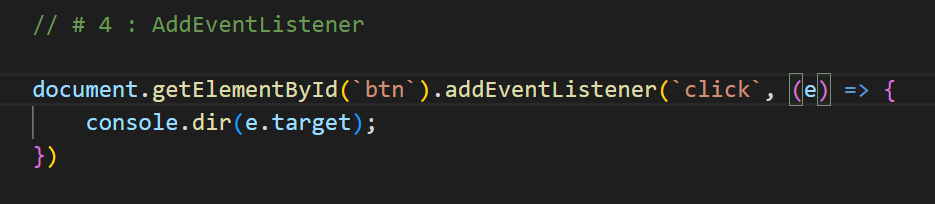 // # 4 : AddEventListener
document.getElementById(`btn`).addEventListener(`click`, (e) => {
    console.dir(e.target);
})